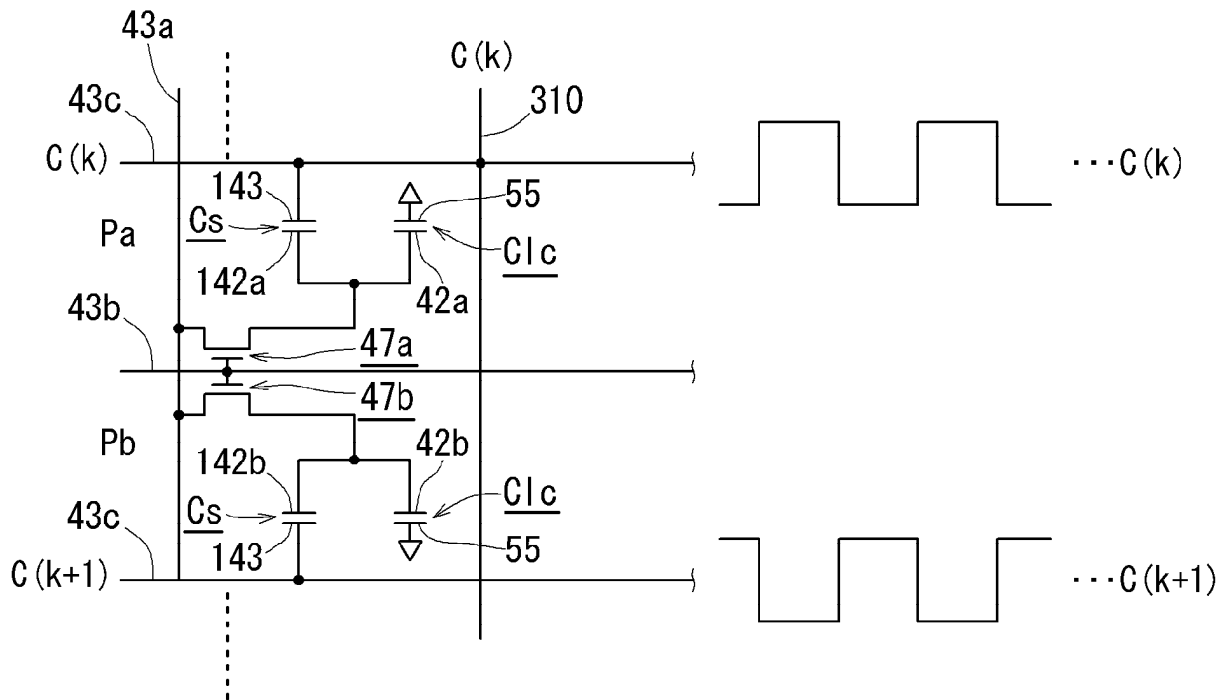 43a
C(k)
43c
310
C(k)
···C(k)
143
55
Cs
Clc
Pa
142a
42a
43b
47a
47b
Pb
142b
42b
Cs
Clc
43c
143
55
C(k+1)
···C(k+1)